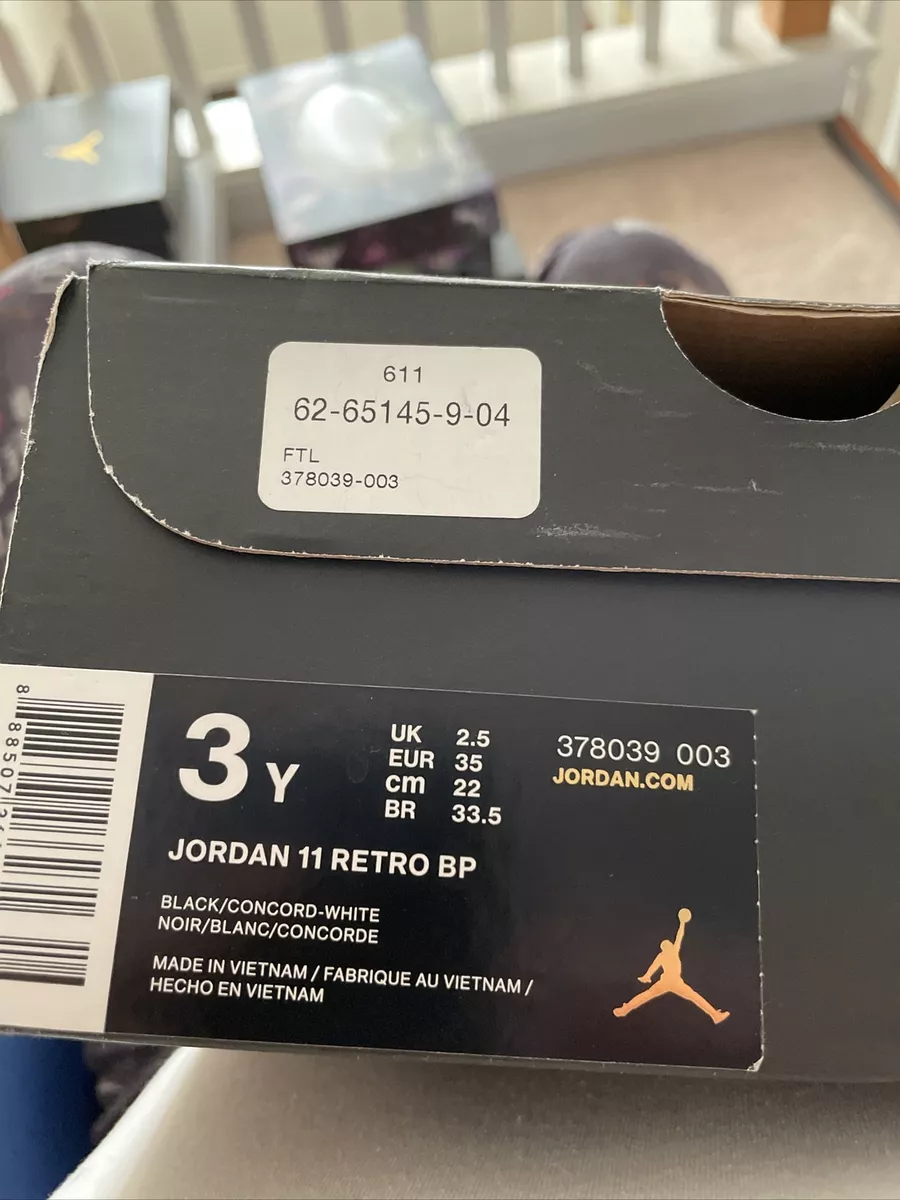 611
62-65145-9-04
FTL
378039-003
3 Y
UK 2.5
EUR 35
cm 22
BR 33.5
378039 003
JORDAN.COM
JORDAN 11 RETRO BP
BLACK/CONCORD-WHITE
NOIR/BLANC/CONCORDE
MADE IN VIETNAM / FABRIQUE AU VIETNAM /
HECHO EN VIETNAM